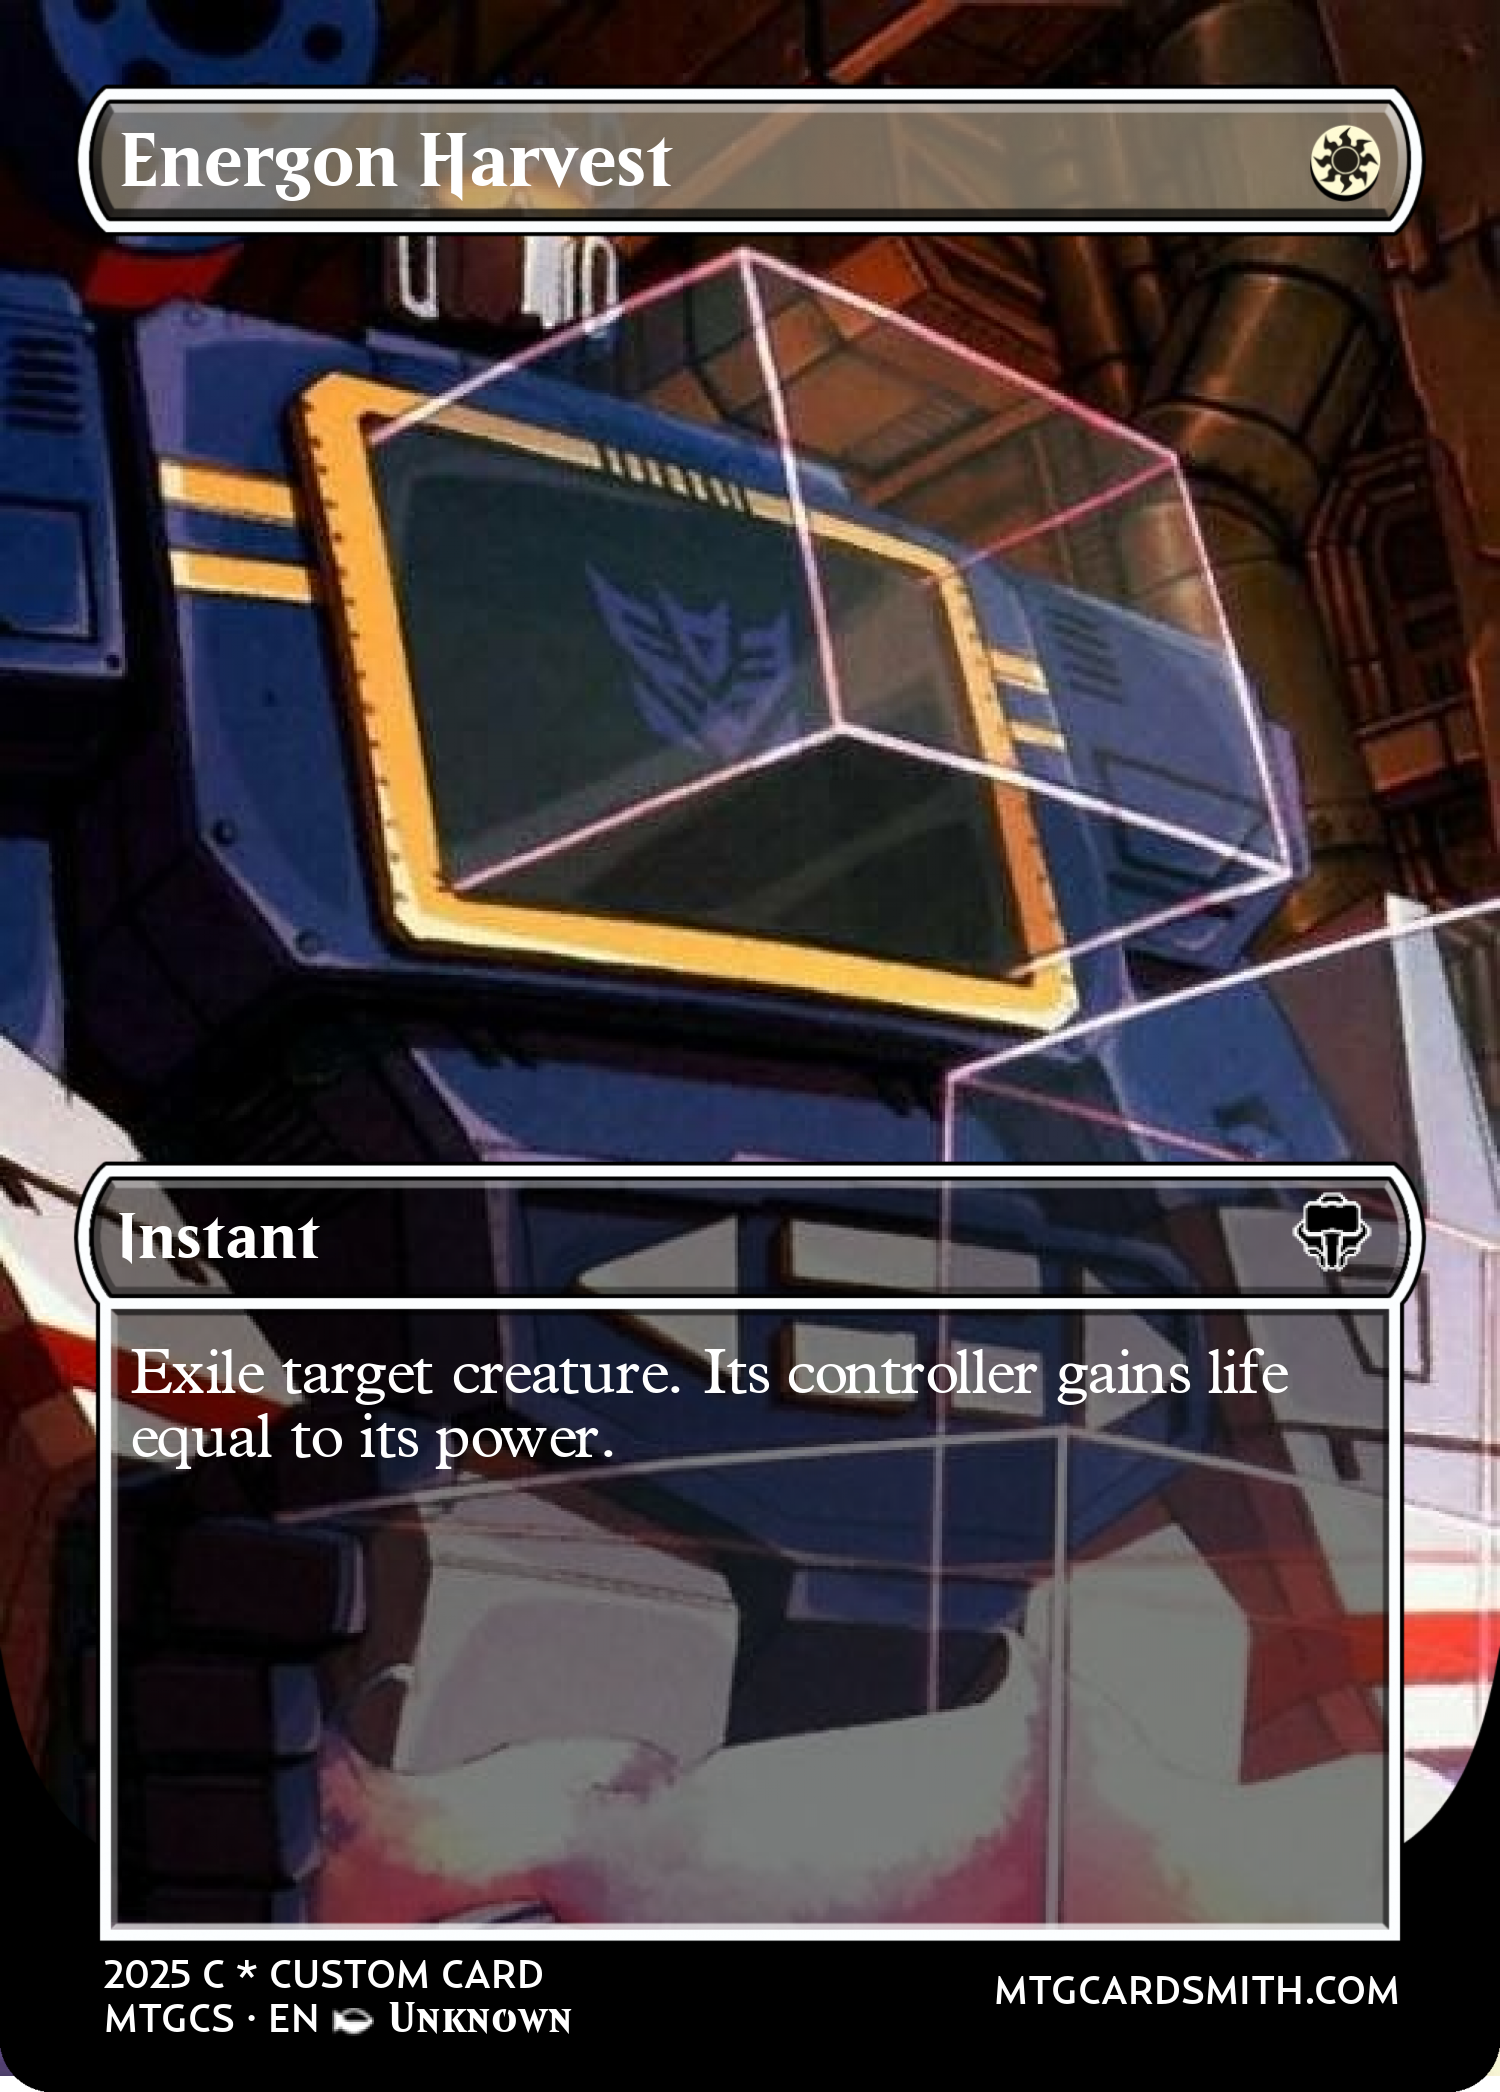 Energon Harvest
Instant
Exile target creature. Its controller gains life
equal to its power.
2025 C * CUSTOM CARD
MTGCS · EN Unknown
MTGCARDSMITH.COM